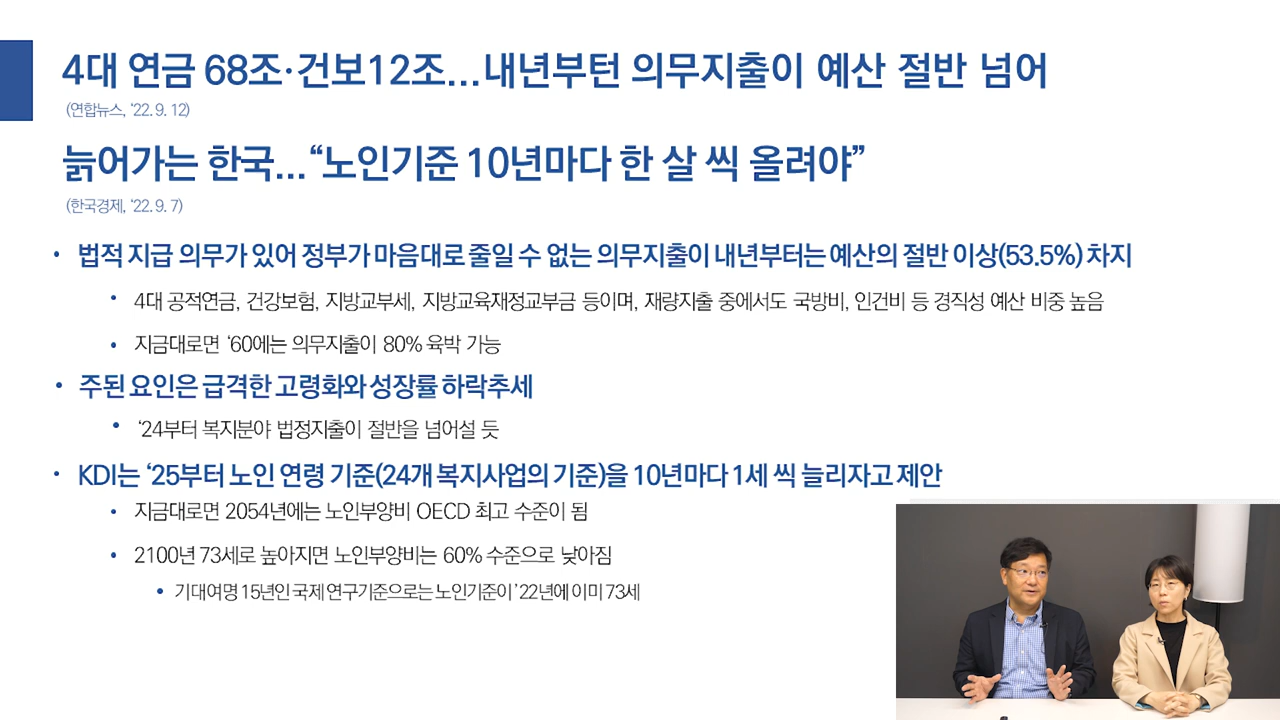 4대 연금 68조·건보12조...내년부턴 의무지출이 예산 절반 넘어
(연합뉴스, ‘22. 9. 12)
늙어가는 한국...“노인기준 10년마다 한 살 씩 올려야”
(한국경제, ‘22. 9. 7)
• 법적 지급 의무가 있어 정부가 마음대로 줄일 수 없는 의무지출이 내년부터는 예산의 절반 이상(53.5%) 차지
• 4대 공적연금, 건강보험, 지방교부세, 지방교육재정교부금 등이며, 재량지출 중에서도 국방비, 인건비 등 경직성 예산 비중 높음
• 지금대로면 ‘60에는 의무지출이 80% 육박 가능
• 주된 요인은 급격한 고령화와 성장률 하락추세
• ‘24부터 복지분야 법정지출이 절반을 넘어설 듯
• KDI는 ‘25부터 노인 연령 기준(24개 복지사업의 기준)을 10년마다 1세 씩 늘리자고 제안
• 지금대로면 2054년에는 노인부양비 OECD 최고 수준이 됨
• 2100년 73세로 높아지면 노인부양비는 60% 수준으로 낮아짐
• 기대여명 15년인 국제 연구기준으로는 노인기준이 ’22년에 이미 73세